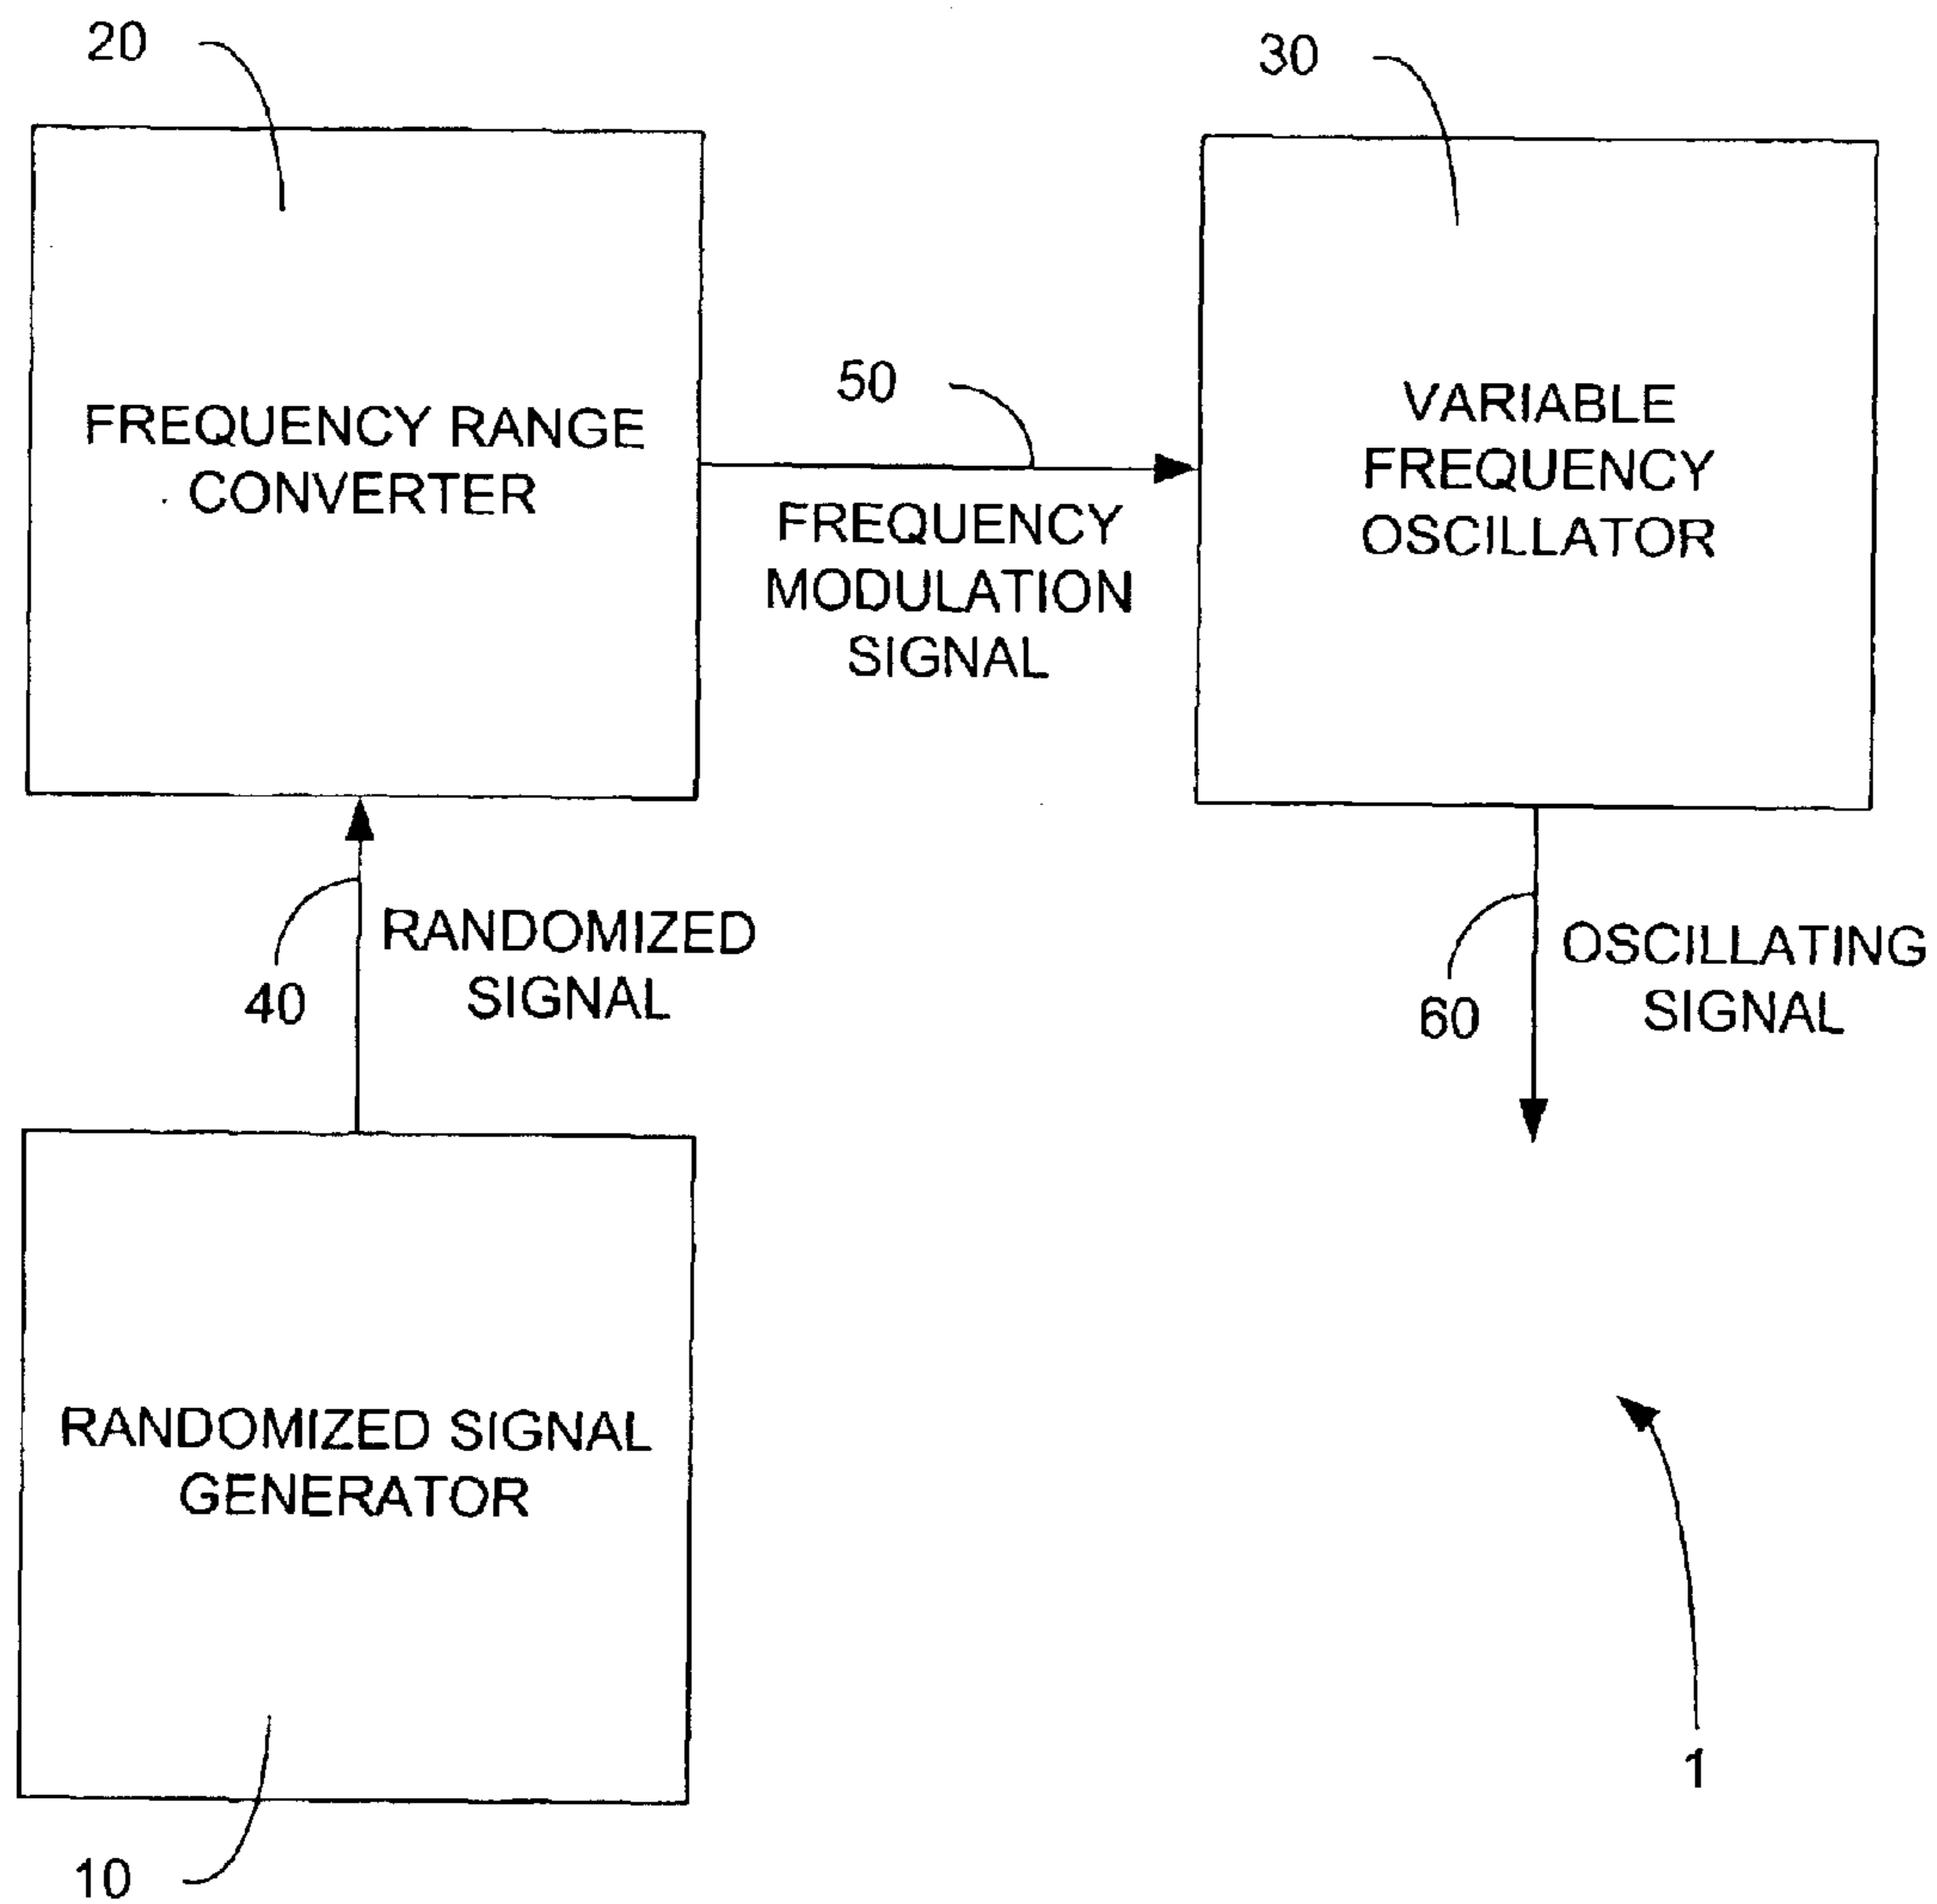 20
30
FREQUENCY RANGE
CONVERTER
50
FREQUENCY
MODULATION
SIGNAL
VARIABLE
FREQUENCY
OSCILLATOR
40
RANDOMIZED
SIGNAL
60
OSCILLATING
SIGNAL
RANDOMIZED SIGNAL
GENERATOR
10
1